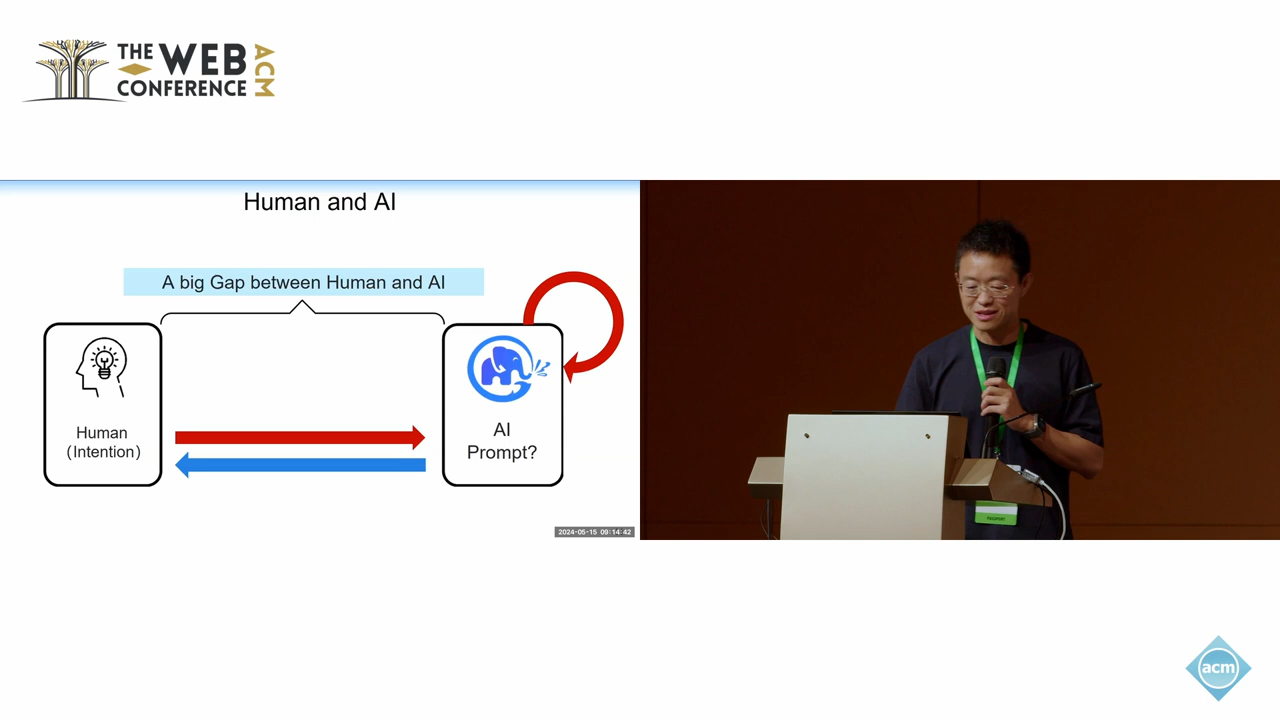 THE WEB
CONFERENCE
ACM
Human and AI
A big Gap between Human and AI
Human
(Intention)
AI
Prompt?
2024-05-15 09:14:42
acm